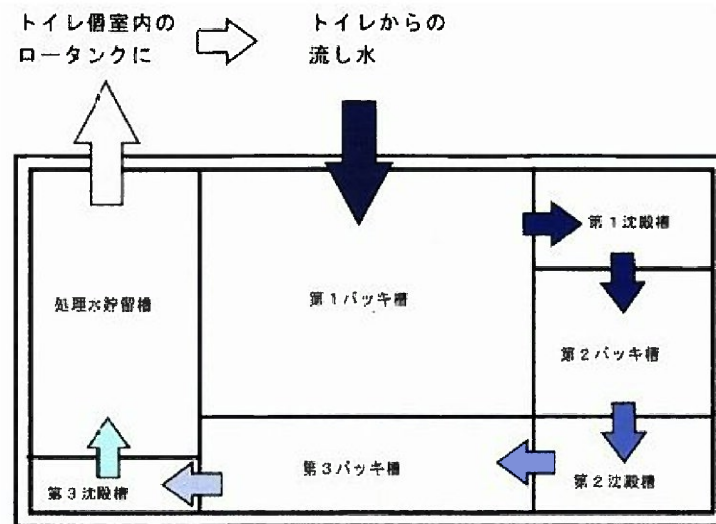 トイレ個室内の
ロータンクに
トイレからの
流し水
第1沈殿槽
処理水貯留槽
第1バッキ槽
第2バッキ槽
第3バッキ槽
第2沈殿槽
第3沈殿槽